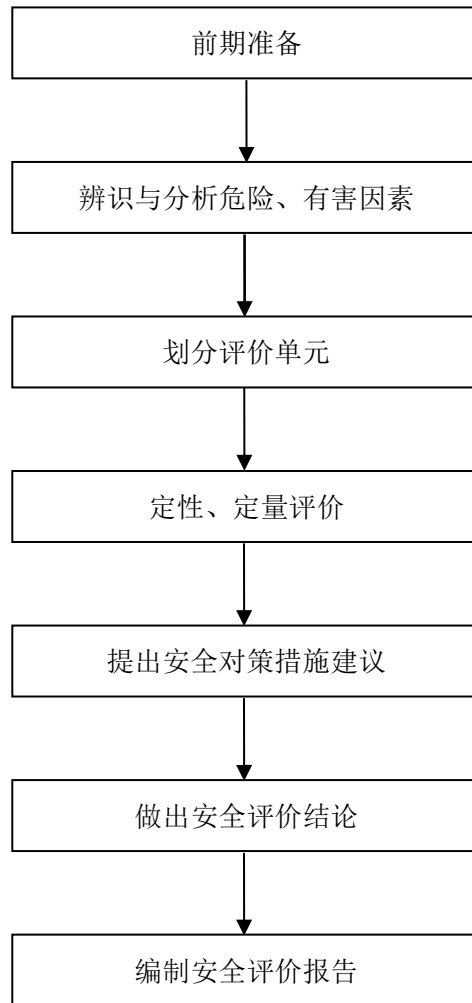 前期准备
辨识与分析危险、有害因素
划分评价单元
定性、定量评价
提出安全对策措施建议
做出安全评价结论
编制安全评价报告